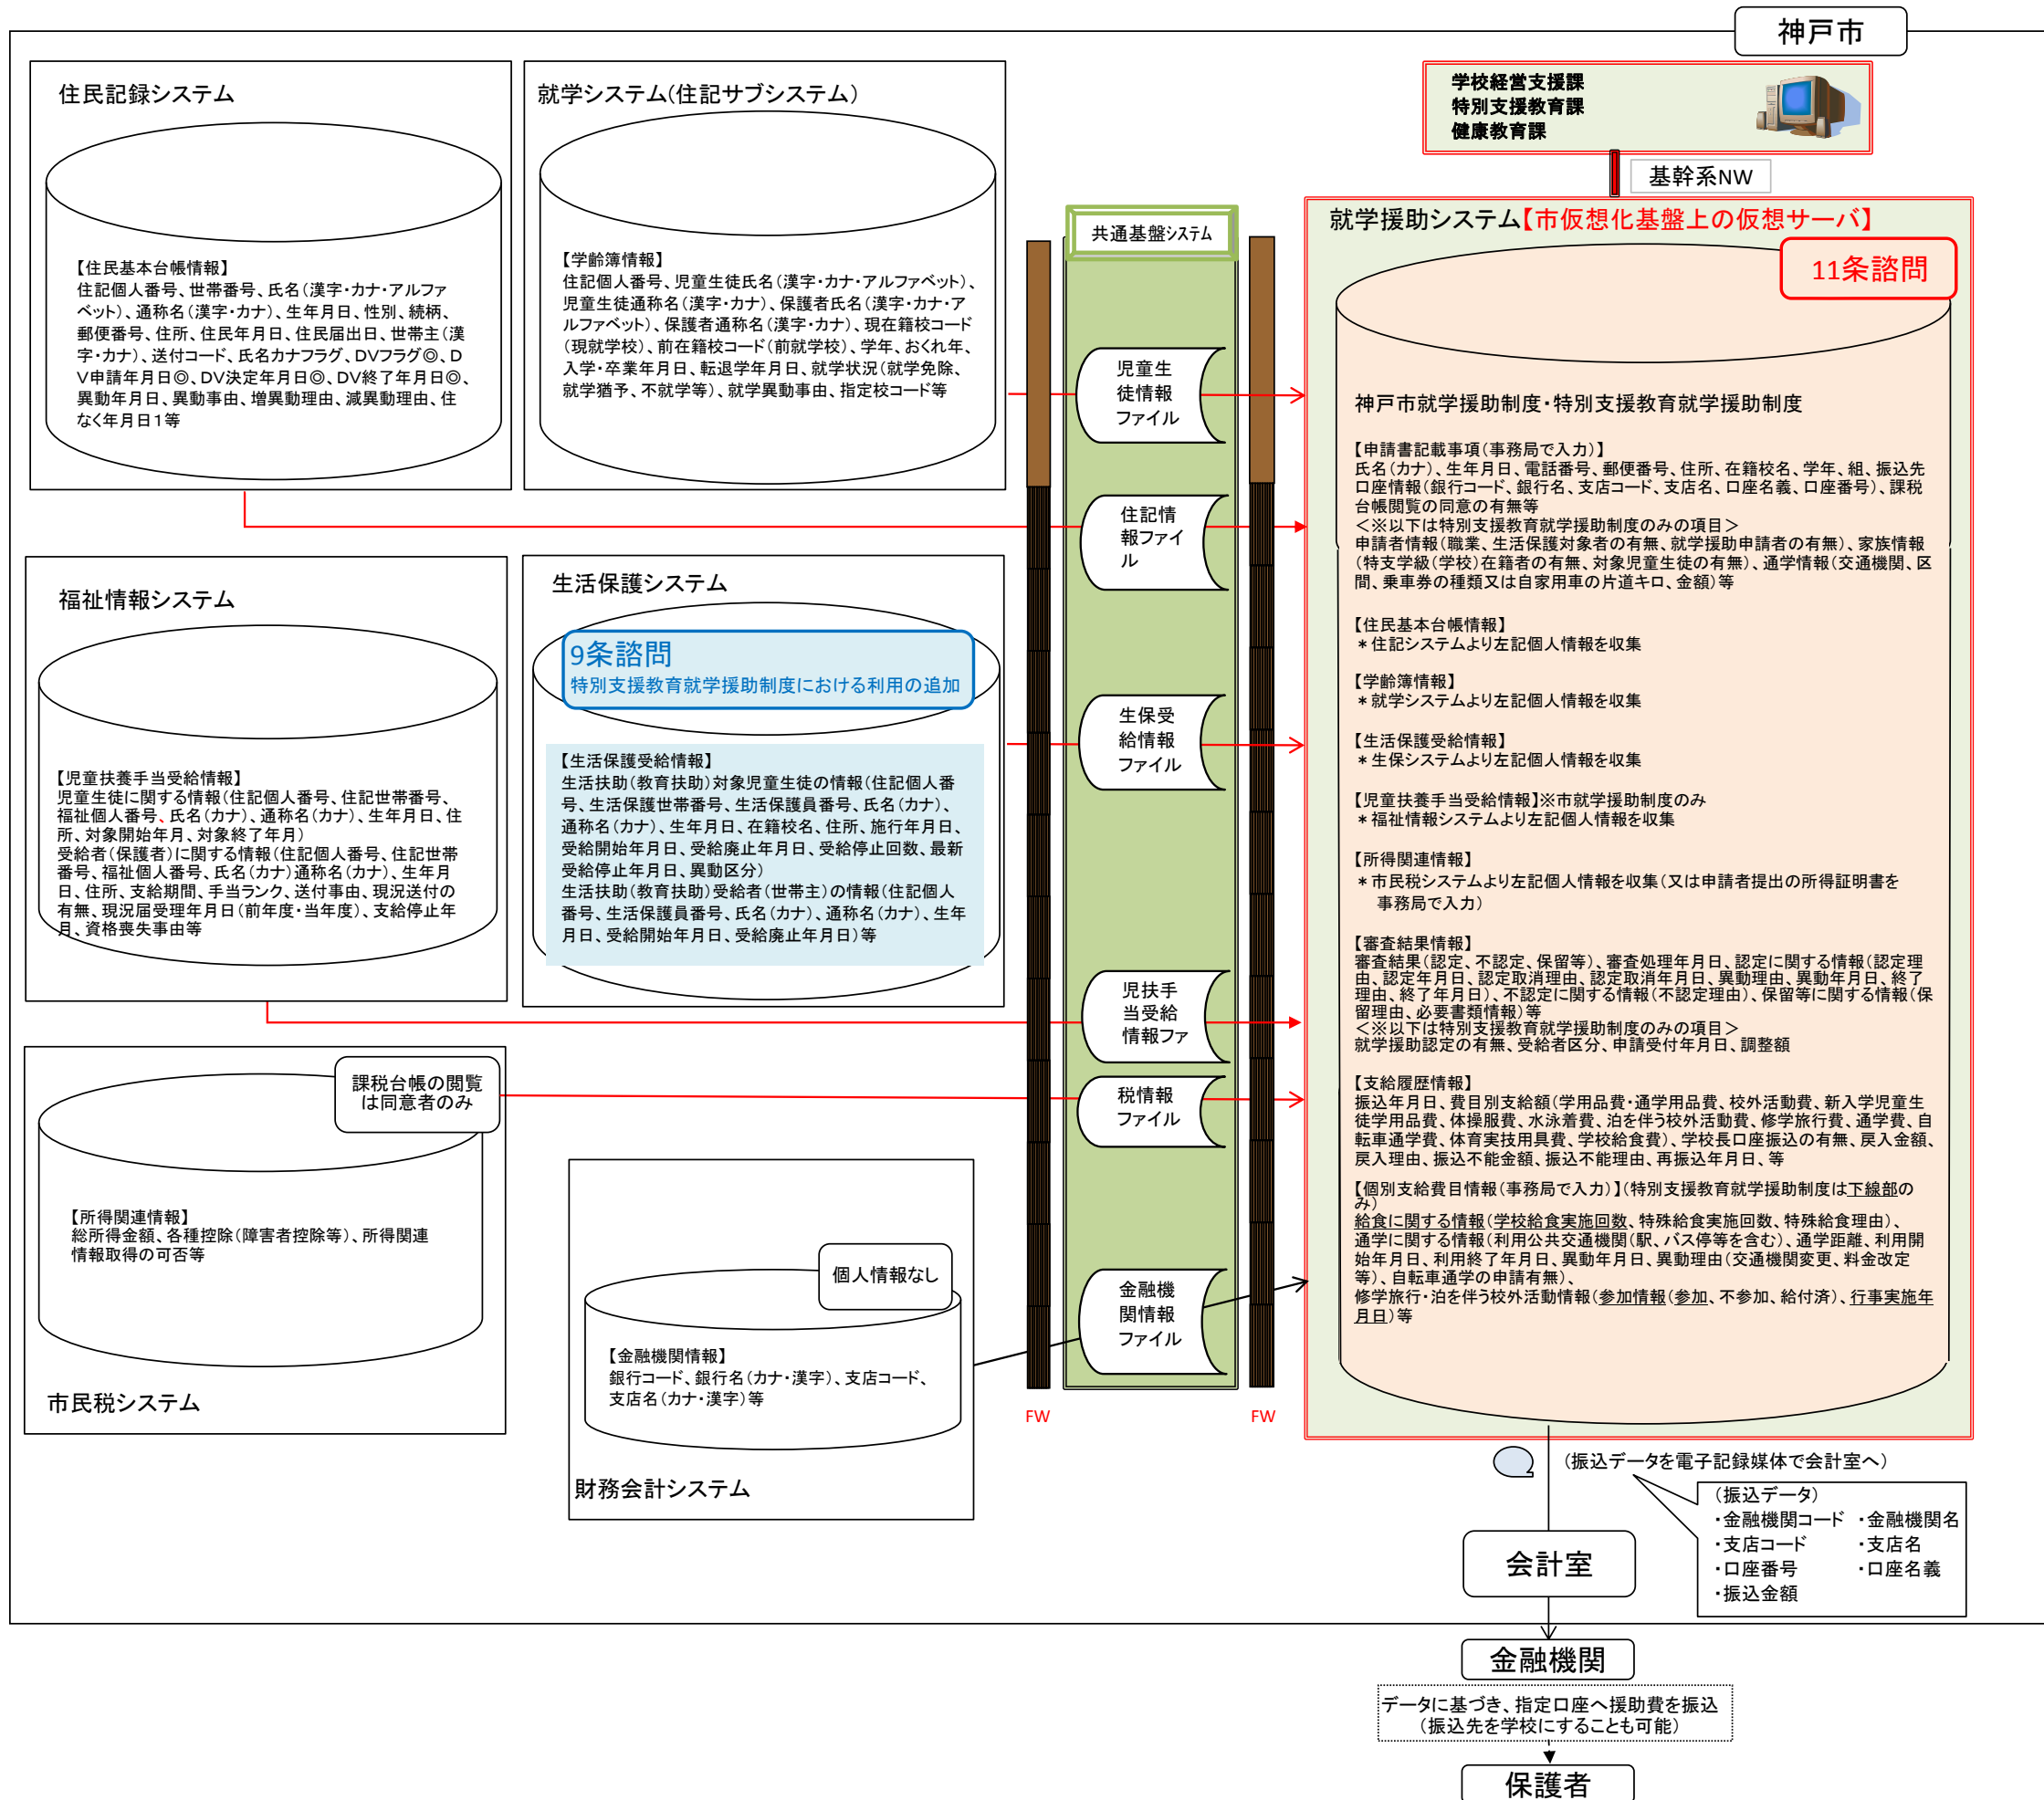 神戸市
住民記録システム
【住民基本台帳情報】
住記個人番号、世帯番号、氏名(漢字・カナ・アルファ
ベット)、通称名(漢字・カナ)、生年月日、性別、続柄、
郵便番号、住所、住民年月日、住民届出日、世帯主(漢
字・カナ)、送付コード、氏名カナフラグ、DVフラグ◎、D
V申請年月日◎、DV決定年月日◎、DV終了年月日◎、
異動年月日、異動事由、増異動理由、減異動理由、住
なく年月日1等
就学システム(住記サブシステム)
【学齢簿情報】
住記個人番号、児童生徒氏名(漢字・カナ・アルファベット)、
児童生徒通称名(漢字・カナ)、保護者氏名(漢字・カナ・ア
ルファベット)、保護者通称名(漢字・カナ)、現在籍校コード
(現就学校)、前在籍校コード(前就学校)、学年、おくれ年、
入学・卒業年月日、転退学年月日、就学状況(就学免除、
就学猶予、不就学等)、就学異動事由、指定校コード等
福祉情報システム
【児童扶養手当受給情報】
児童生徒に関する情報(住記個人番号、住記世帯番号、
福祉個人番号、氏名(カナ)、通称名(カナ)、生年月日、住
所、対象開始年月、対象終了年月)
受給者(保護者)に関する情報(住記個人番号、住記世帯
番号、福祉個人番号、氏名(カナ)通称名(カナ)、生年月
日、住所、支給期間、手当ランク、送付事由、現況送付の
有無、現況届受理年月日(前年度・当年度)、支給停止年
月、資格喪失事由等
生活保護システム
9条諮問
特別支援教育就学援助制度における利用の追加
【生活保護受給情報】
生活扶助(教育扶助)対象児童生徒の情報(住記個人番
号、生活保護世帯番号、生活保護員番号、氏名(カナ)、
通称名(カナ)、生年月日、在籍校名、住所、施行年月日、
受給開始年月日、受給廃止年月日、受給停止回数、最新
受給停止年月日、異動区分)
生活扶助(教育扶助)受給者(世帯主)の情報(住記個人
番号、生活保護員番号、氏名(カナ)、通称名(カナ)、生年
月日、受給開始年月日、受給廃止年月日)等
課税台帳の閲覧
は同意者のみ
【所得関連情報】
総所得金額、各種控除(障害者控除等)、所得関連
情報取得の可否等
市民税システム
個人情報なし
【金融機関情報】
銀行コード、銀行名(カナ・漢字)、支店コード、
支店名(カナ・漢字)等
財務会計システム
共通基盤システム
児童生
徒情報
ファイル
住記情
報ファイ
ル
生保受
給情報
ファイル
児扶手
当受給
情報ファ
税情報
ファイル
金融機
関情報
ファイル
FW
FW
学校経営支援課
特別支援教育課
健康教育課
基幹系NW
就学援助システム【市仮想化基盤上の仮想サーバ】
11条諮問
神戸市就学援助制度・特別支援教育就学援助制度
【申請書記載事項(事務局で入力)】
氏名(カナ)、生年月日、電話番号、郵便番号、住所、在籍校名、学年、組、振込先
口座情報(銀行コード、銀行名、支店コード、支店名、口座名義、口座番号)、課税
台帳閲覧の同意の有無等
<※以下は特別支援教育就学援助制度のみの項目>
申請者情報(職業、生活保護対象者の有無、就学援助申請者の有無)、家族情報
(特支学級(学校)在籍者の有無、対象児童生徒の有無)、通学情報(交通機関、区
間、乗車券の種類又は自家用車の片道キロ、金額)等
【住民基本台帳情報】
*住記システムより左記個人情報を収集
【学齢簿情報】
*就学システムより左記個人情報を収集
【生活保護受給情報】
*生保システムより左記個人情報を収集
【児童扶養手当受給情報】※市就学援助制度のみ
*福祉情報システムより左記個人情報を収集
【所得関連情報】
*市民税システムより左記個人情報を収集(又は申請者提出の所得証明書を
事務局で入力)
【審査結果情報】
審査結果(認定、不認定、保留等)、審査処理年月日、認定に関する情報(認定理
由、認定年月日、認定取消理由、認定取消年月日、異動理由、異動年月日、終了
理由、終了年月日)、不認定に関する情報(不認定理由)、保留等に関する情報(保
留理由、必要書類情報)等
<※以下は特別支援教育就学援助制度のみの項目>
就学援助認定の有無、受給者区分、申請受付年月日、調整額
【支給履歴情報】
振込年月日、費目別支給額(学用品費・通学用品費、校外活動費、新入学児童生
徒学用品費、体操服費、水泳着費、泊を伴う校外活動費、修学旅行費、通学費、自
転車通学費、体育実技用具費、学校給食費)、学校長口座振込の有無、戻入金額、
戻入理由、振込不能金額、振込不能理由、再振込年月日、等
【個別支給費目情報(事務局で入力)】(特別支援教育就学援助制度は下線部の
み)
給食に関する情報(学校給食実施回数、特殊給食実施回数、特殊給食理由)、
通学に関する情報(利用公共交通機関(駅、バス停等を含む)、通学距離、利用開
始年月日、利用終了年月日、異動年月日、異動理由(交通機関変更、料金改定
等)、自転車通学の申請有無)、
修学旅行・泊を伴う校外活動情報(参加情報(参加、不参加、給付済)、行事実施年
月日)等
(振込データを電子記録媒体で会計室へ)
(振込データ)
・金融機関コード ・金融機関名
・支店コード ・支店名
・口座番号 ・口座名義
・振込金額
会計室
金融機関
データに基づき、指定口座へ援助費を振込
(振込先を学校にすることも可能)
保護者